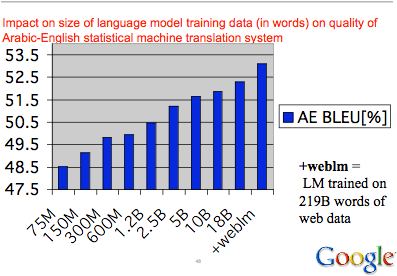 Impact on size of language model training data (in words) on quality of
Arabic-English statistical machine translation system
53.5
52.5
51.5
50.5
49.5
48.5
47.5
75M
150M
300M
600M
1.2B
2.5B
5B
10B
18B
+weblm
AE BLEU[%]
+weblm =
LM trained on
219B words of
web data
48
Google